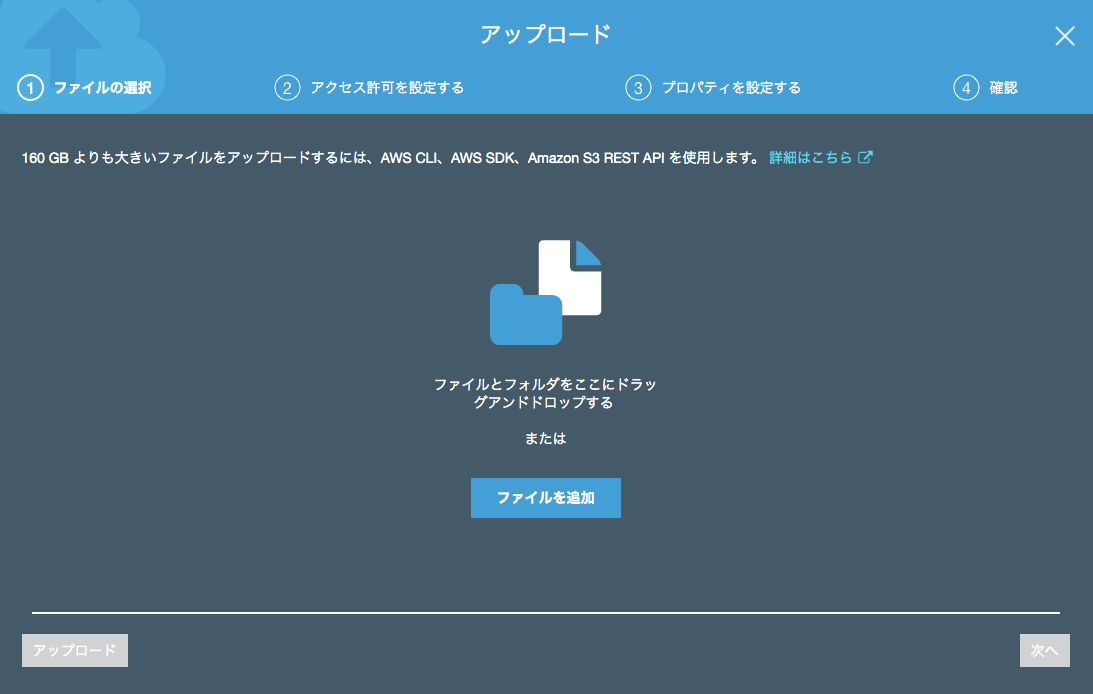 アップロード
1 ファイルの選択
2 アクセス許可を設定する
3 プロパティを設定する
4 確認
160 GB よりも大きいファイルをアップロードするには、AWS CLI、AWS SDK、Amazon S3 REST API を使用します。 詳細はこちら
ファイルとフォルダをここにドラッ
グアンドドロップする
または
ファイルを追加
アップロード
次へ